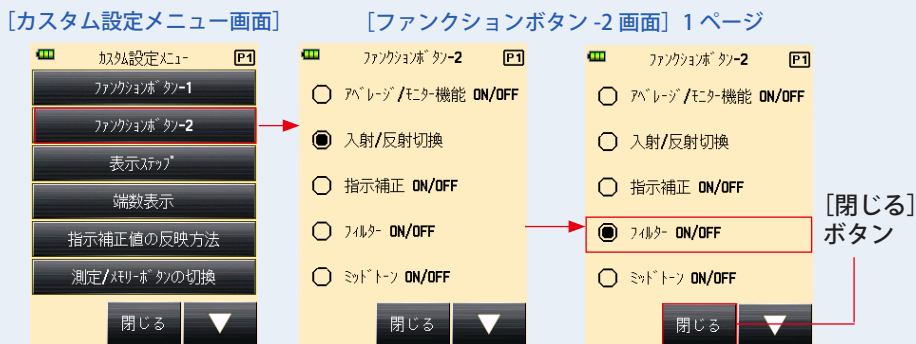 [カスタム設定メニュー画面]
[ファンクションボタン -2 画面] 1 ページ
カスタム設定メニュー P1
ファンクションボタン-1
ファンクションボタン-2
表示ステップ
端数表示
指示補正値の反映方法
測定/メモリーボタンの切換
閉じる
ファンクションボタン-2 P1
アベレージ/モニター機能 ON/OFF
入射/反射切換
指示補正 ON/OFF
フィルター ON/OFF
ミッドトーン ON/OFF
閉じる
ファンクションボタン-2 P1
アベレージ/モニター機能 ON/OFF
入射/反射切換
指示補正 ON/OFF
フィルター ON/OFF
ミッドトーン ON/OFF
閉じる
[閉じる]
ボタン